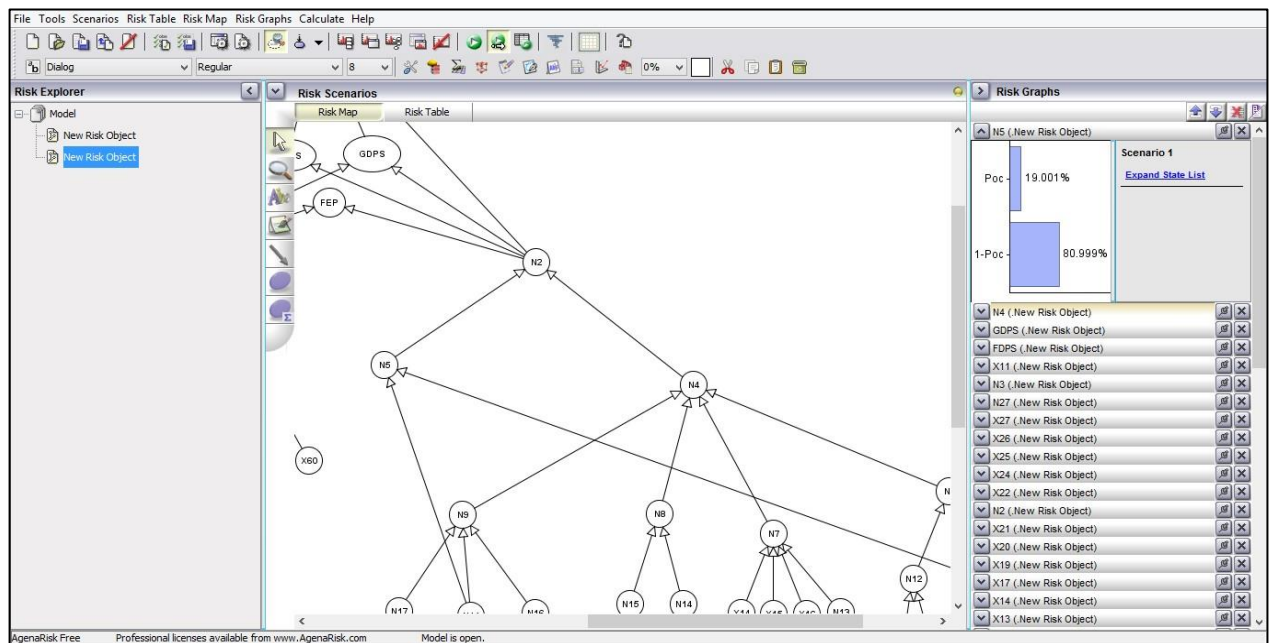 File Tools Scenarios Risk Table Risk Map Risk Graphs Calculate Help
Dialog Regular 8 0%
Risk Explorer
Model
New Risk Object
New Risk Object
Risk Scenarios
Risk Map Risk Table
S
GDPS
FEP
N2
N5
N4
X60
N
N9
N8
N7
N12
N17
N16
N15
N14
X14
N13
Risk Graphs
N5 (.New Risk Object)
Scenario 1
Expand State List
Poc 19.001%
1-Poc 80.999%
N4 (.New Risk Object)
GDPS (.New Risk Object)
FDPS (.New Risk Object)
X11 (.New Risk Object)
N3 (.New Risk Object)
N27 (.New Risk Object)
X27 (.New Risk Object)
X26 (.New Risk Object)
X25 (.New Risk Object)
X24 (.New Risk Object)
X22 (.New Risk Object)
N2 (.New Risk Object)
X21 (.New Risk Object)
X20 (.New Risk Object)
X19 (.New Risk Object)
X17 (.New Risk Object)
X14 (.New Risk Object)
X13 (.New Risk Object)
AgenaRisk Free Professional licenses available from www.AgenaRisk.com Model is open.